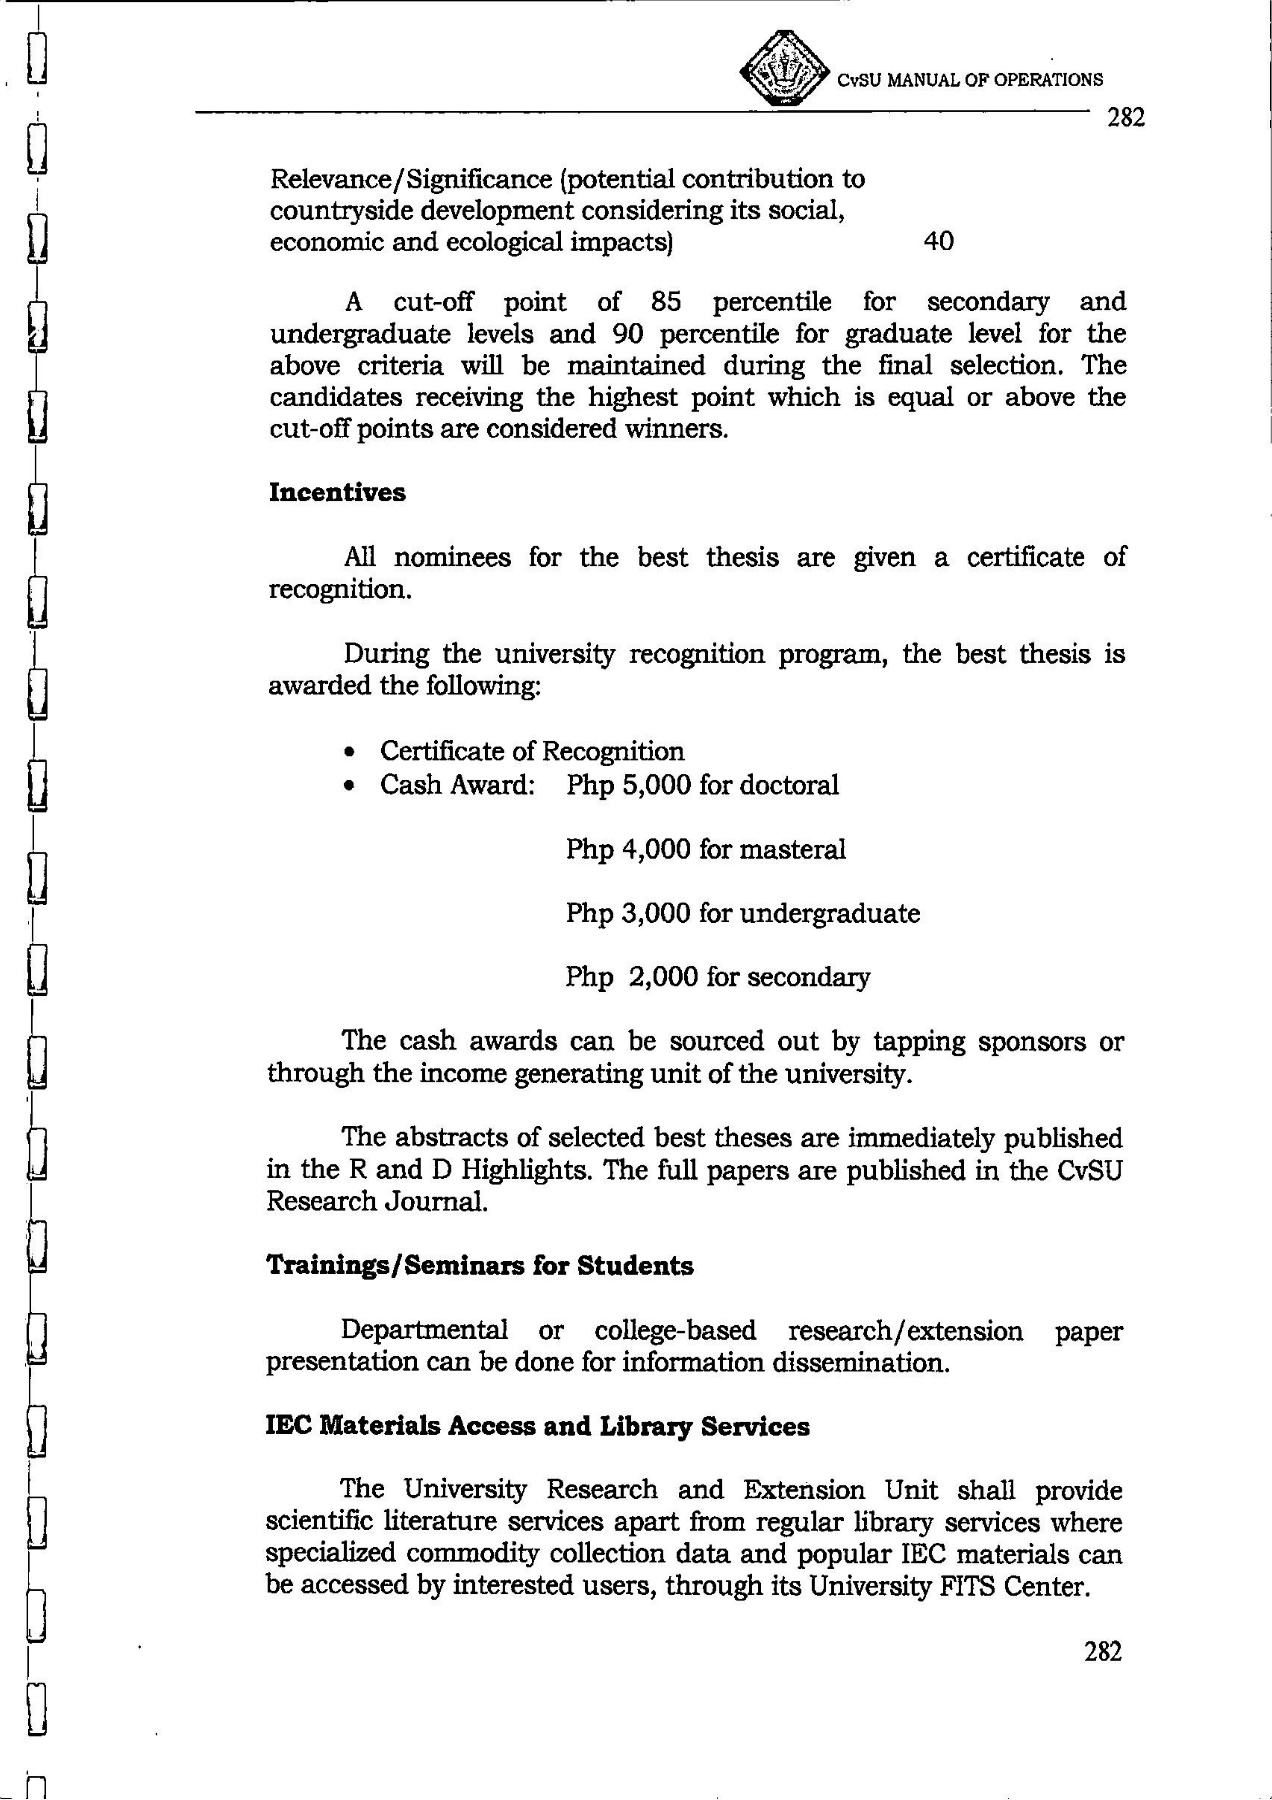 CvSU MANUAL OF OPERATIONS
282
Relevance/Significance (potential contribution to
countryside development considering its social,
economic and ecological impacts) 40
A cut-off point of 85 percentile for secondary and
undergraduate levels and 90 percentile for graduate level for the
above criteria will be maintained during the final selection. The
candidates receiving the highest point which is equal or above the
cut-off points are considered winners.
Incentives
All nominees for the best thesis are given a certificate of
recognition.
During the university recognition program, the best thesis is
awarded the following:
• Certificate of Recognition
• Cash Award: Php 5,000 for doctoral
Php 4,000 for masteral
Php 3,000 for undergraduate
Php 2,000 for secondary
The cash awards can be sourced out by tapping sponsors or
through the income generating unit of the university.
The abstracts of selected best theses are immediately published
in the R and D Highlights. The full papers are published in the CvSU
Research Journal.
Trainings/Seminars for Students
Departmental or college-based research/extension paper
presentation can be done for information dissemination.
IEC Materials Access and Library Services
The University Research and Extension Unit shall provide
scientific literature services apart from regular library services where
specialized commodity collection data and popular IEC materials can
be accessed by interested users, through its University FITS Center.
282